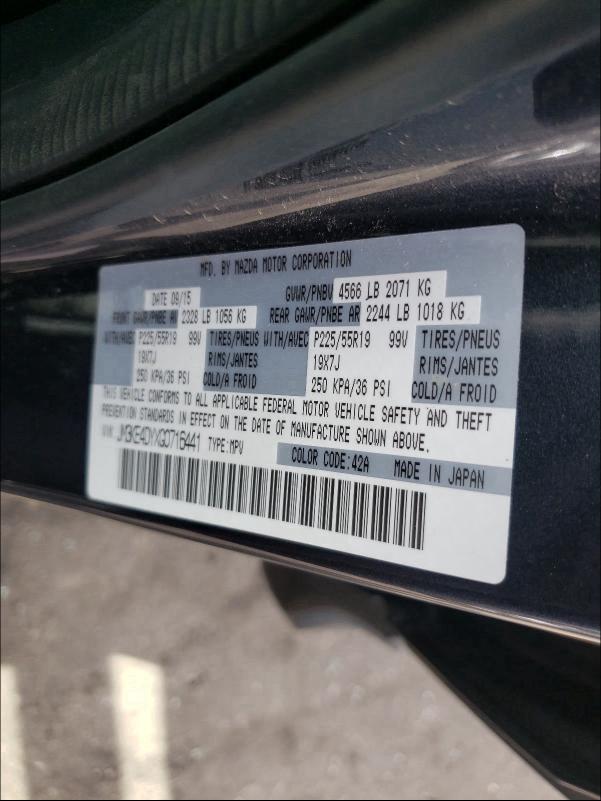 MFD. BY MAZDA MOTOR CORPORATION
DATE 09/15 GVWR/PNBV 4566 LB 2071 KG
FRONT GAWR/PNBE AV 2328 LB 1056 KG REAR GAWR/PNBE AR 2244 LB 1018 KG
WITH/AVEC P225/55R19 99V TIRES/PNEUS WITH/AVEC P225/55R19 99V TIRES/PNEUS
19X7J RIMS/JANTES 19X7J RIMS/JANTES
250 KPA/36 PSI COLD/A FROID 250 KPA/36 PSI COLD/A FROID
THIS VEHICLE CONFORMS TO ALL APPLICABLE FEDERAL MOTOR VEHICLE SAFETY AND THEFT
PREVENTION STANDARDS IN EFFECT ON THE DATE OF MANUFACTURE SHOWN ABOVE.
VIN: JM3KE4DYXG0716441 TYPE:MPV
COLOR CODE:42A MADE IN JAPAN